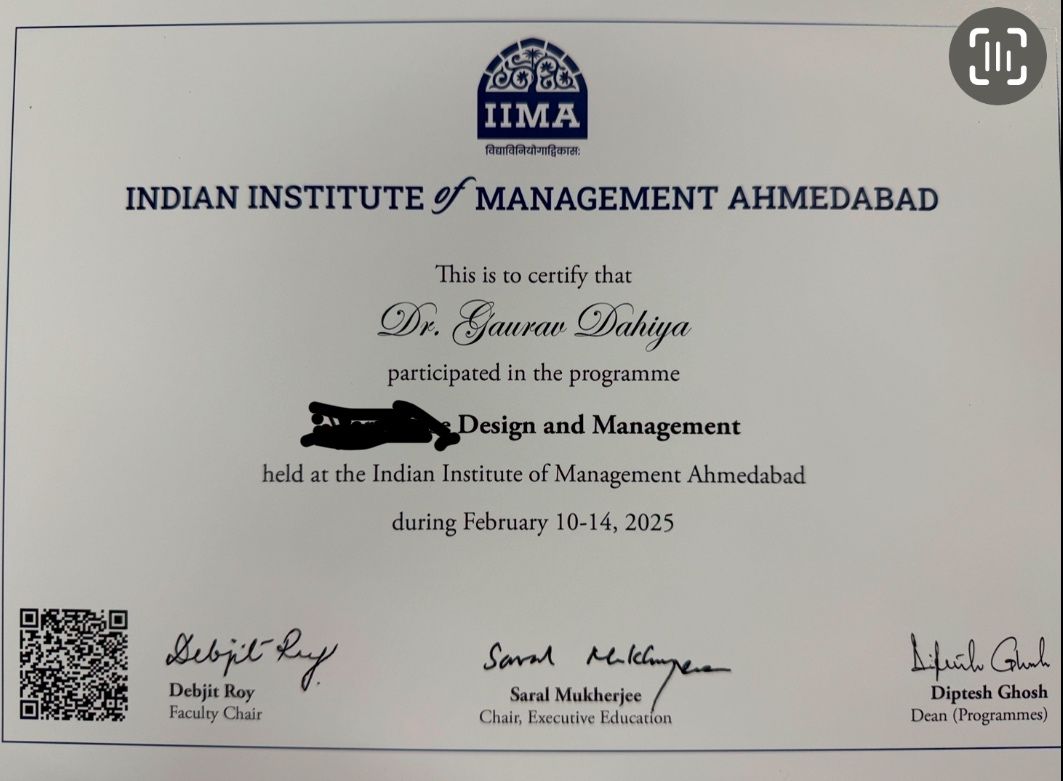 IIMA
विद्याविनियोगाद्विकासः
INDIAN INSTITUTE of MANAGEMENT AHMEDABAD
This is to certify that
Dr. Gaurav Dahiya
participated in the programme
Design and Management
held at the Indian Institute of Management Ahmedabad
during February 10-14, 2025
Debjit Roy
Saral Mukherjee
Diptesh Ghosh
Debjit Roy
Saral Mukherjee
Diptesh Ghosh
Faculty Chair
Chair, Executive Education
Dean (Programmes)